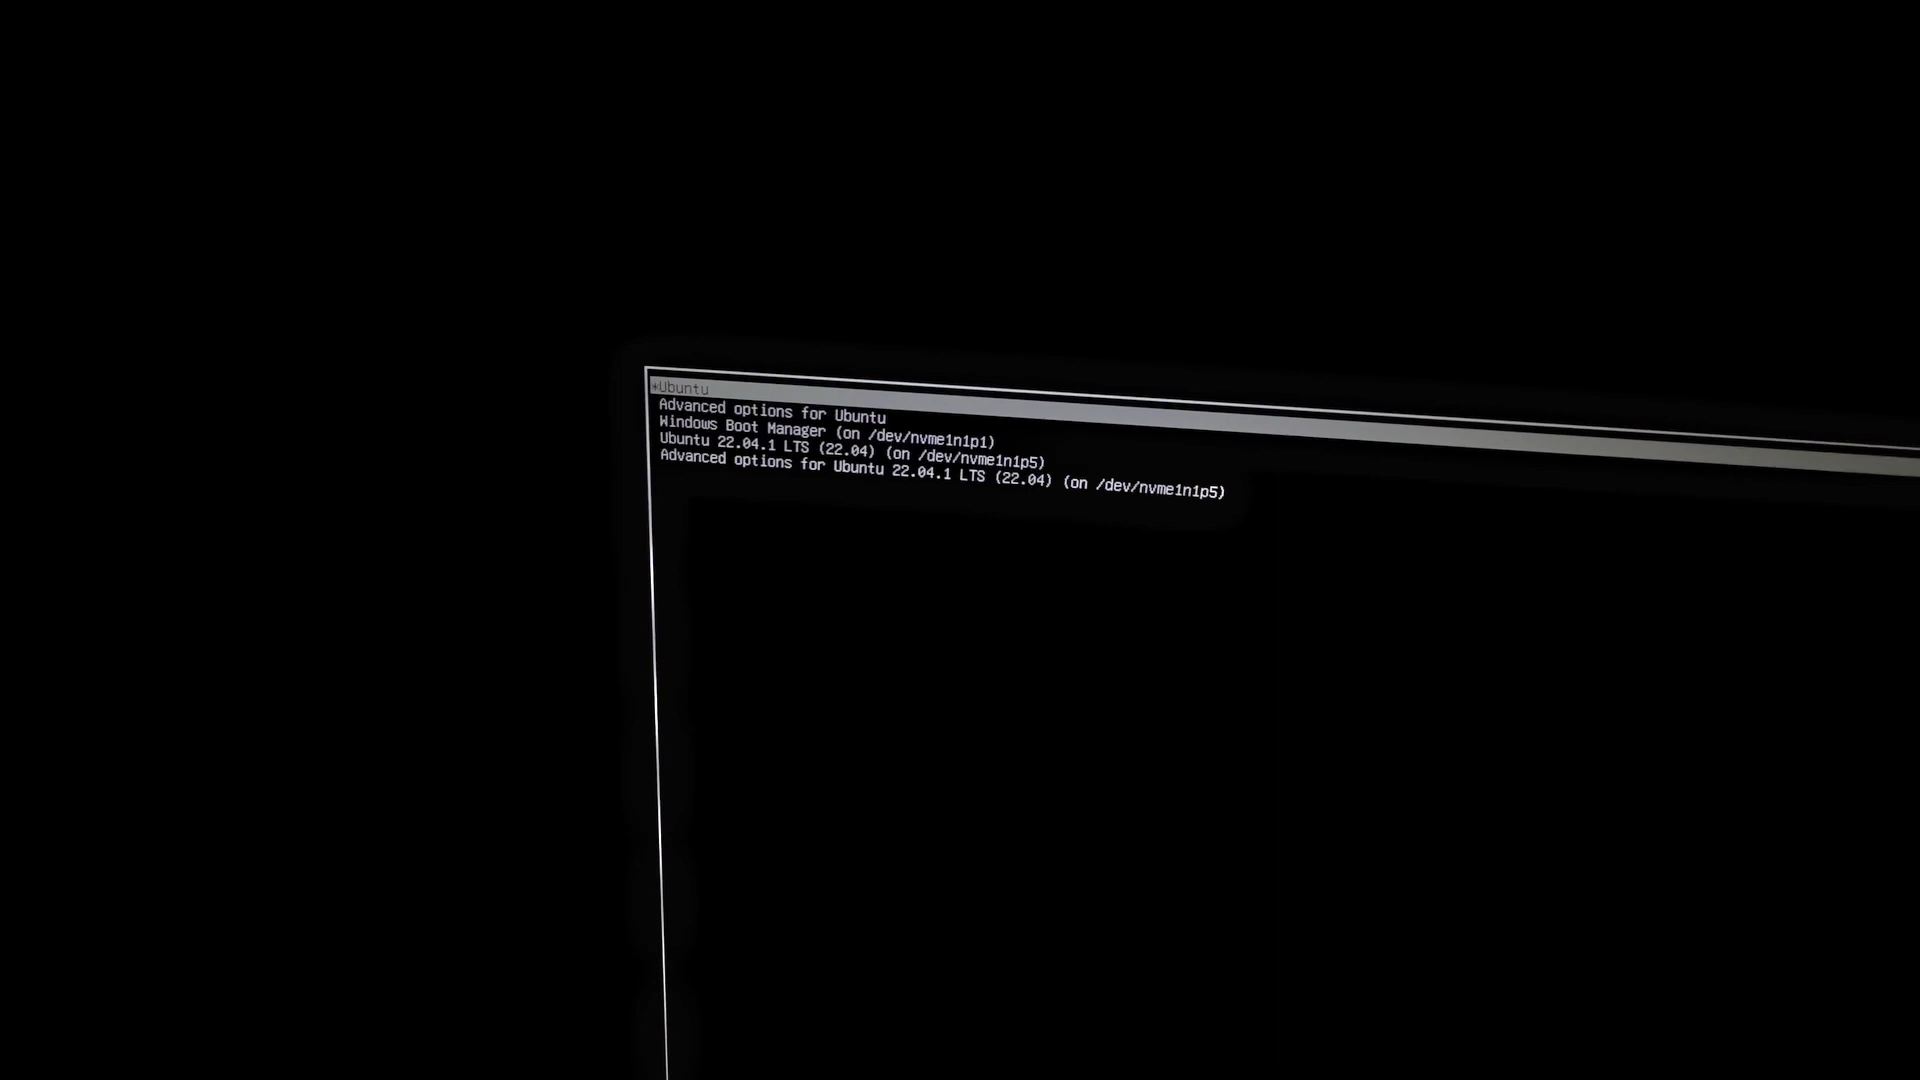 *Ubuntu
Advanced options for Ubuntu
Windows Boot Manager (on /dev/nvme1n1p1)
Ubuntu 22.04.1 LTS (22.04) (on /dev/nvme1n1p5)
Advanced options for Ubuntu 22.04.1 LTS (22.04) (on /dev/nvme1n1p5)